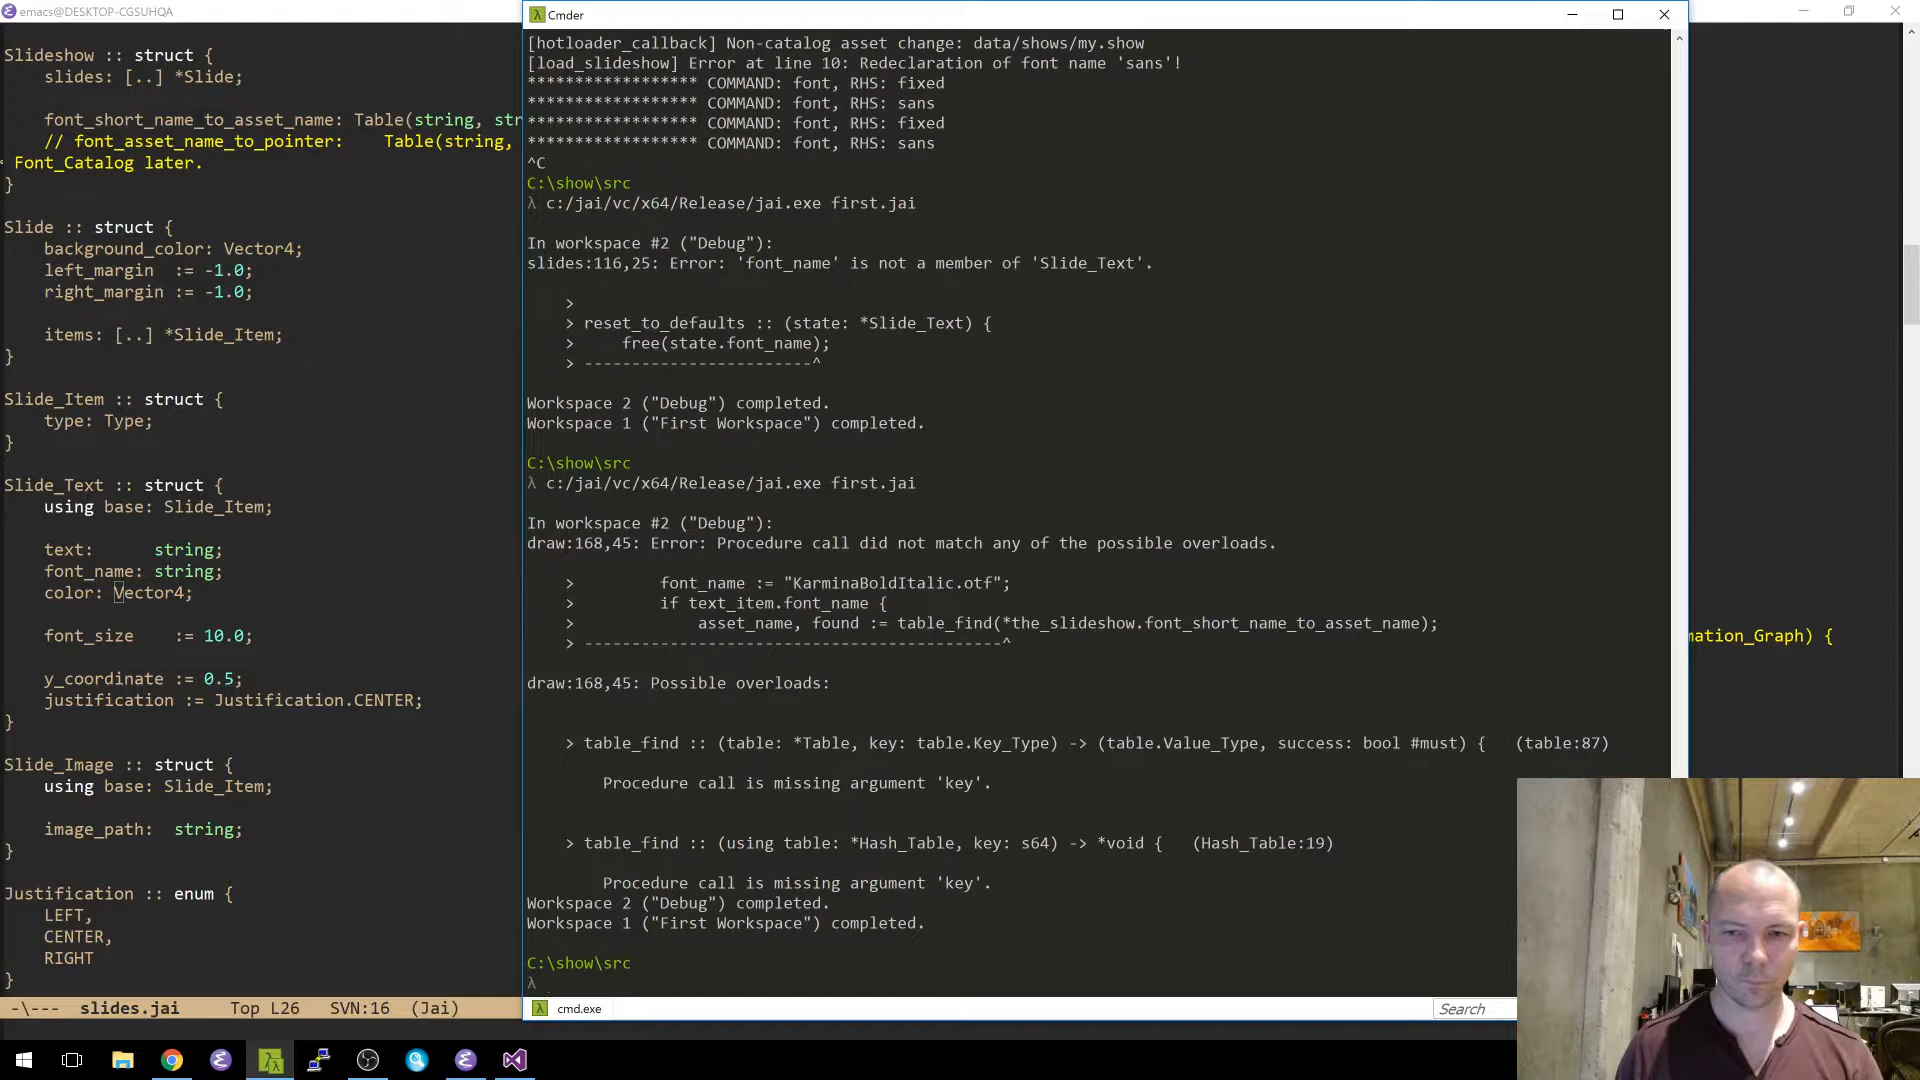 emacs@DESKTOP-CGSUHQA
Slideshow :: struct {
slides: [..] *Slide;
font_short_name_to_asset_name: Table(string, str
// font_asset_name_to_pointer:    Table(string,
Font_Catalog later.
}
Slide :: struct {
background_color: Vector4;
left_margin  := -1.0;
right_margin := -1.0;
items: [..] *Slide_Item;
}
Slide_Item :: struct {
type: Type;
}
Slide_Text :: struct {
using base: Slide_Item;
text:      string;
font_name: string;
color: Vector4;
font_size    := 10.0;
y_coordinate := 0.5;
justification := Justification.CENTER;
}
Slide_Image :: struct {
using base: Slide_Item;
image_path:  string;
}
Justification :: enum {
LEFT,
CENTER,
RIGHT
}
-\---  slides.jai     Top L26   SVN:16  (Jai)
Cmder
[hotloader_callback] Non-catalog asset change: data/shows/my.show
[load_slideshow] Error at line 10: Redeclaration of font name 'sans'!
****************** COMMAND: font, RHS: fixed
****************** COMMAND: font, RHS: sans
****************** COMMAND: font, RHS: fixed
****************** COMMAND: font, RHS: sans
^C
C:\show\src
λ c:/jai/vc/x64/Release/jai.exe first.jai
In workspace #2 ("Debug"):
slides:116,25: Error: 'font_name' is not a member of 'Slide_Text'.
>
> reset_to_defaults :: (state: *Slide_Text) {
>     free(state.font_name);
> ------------------------^
Workspace 2 ("Debug") completed.
Workspace 1 ("First Workspace") completed.
C:\show\src
λ c:/jai/vc/x64/Release/jai.exe first.jai
In workspace #2 ("Debug"):
draw:168,45: Error: Procedure call did not match any of the possible overloads.
>         font_name := "KarminaBoldItalic.otf";
>         if text_item.font_name {
>             asset_name, found := table_find(*the_slideshow.font_short_name_to_asset_name);
> --------------------------------------------^
draw:168,45: Possible overloads:
> table_find :: (table: *Table, key: table.Key_Type) -> (table.Value_Type, success: bool #must) {   (table:87)
Procedure call is missing argument 'key'.
> table_find :: (using table: *Hash_Table, key: s64) -> *void {   (Hash_Table:19)
Procedure call is missing argument 'key'.
Workspace 2 ("Debug") completed.
Workspace 1 ("First Workspace") completed.
C:\show\src
λ
cmd.exe
Search
mation_Graph) {